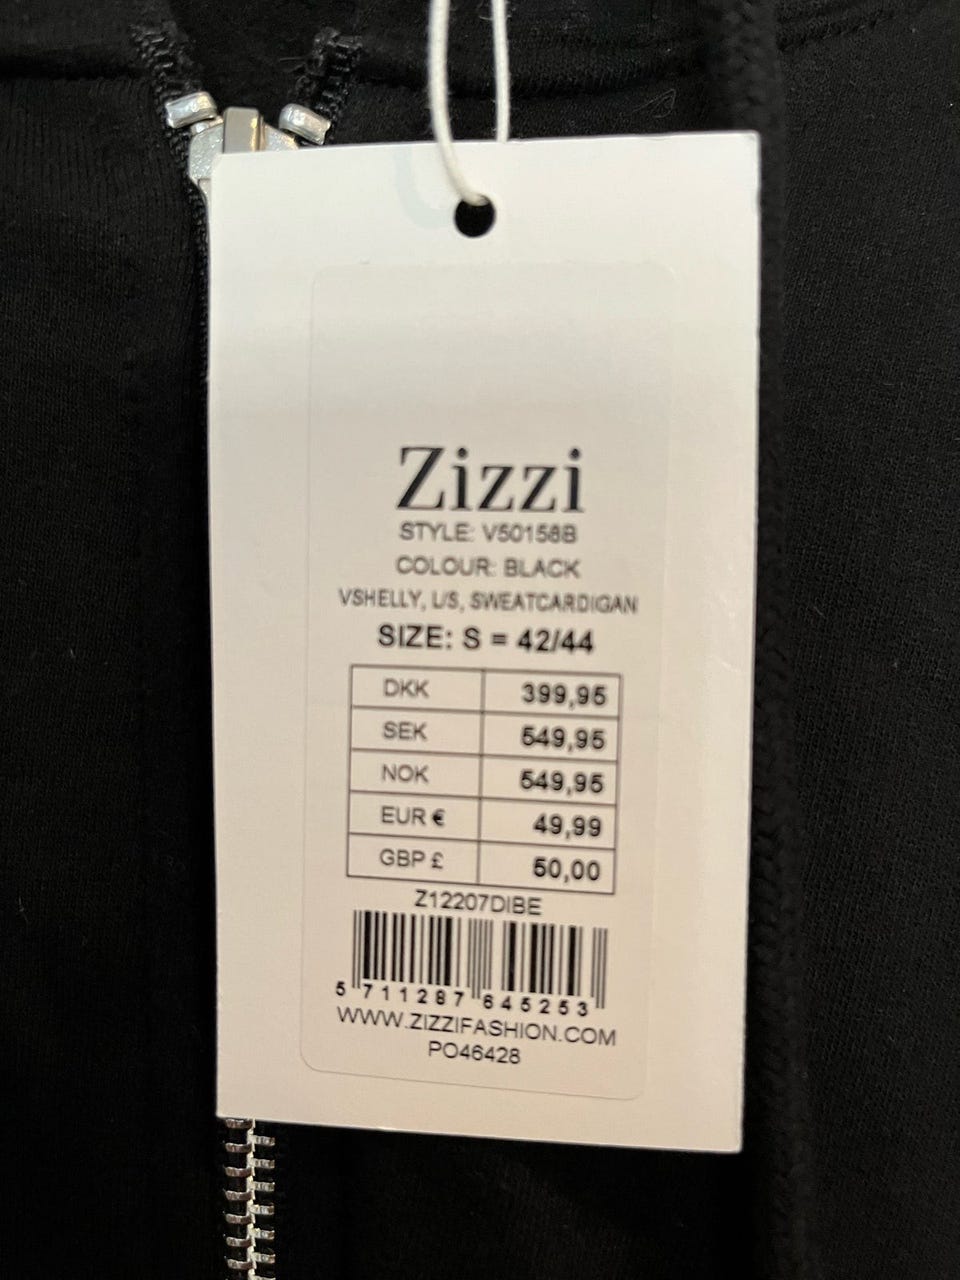 Zizzi
STYLE: V50158B
COLOUR: BLACK
VSHELLY, L/S, SWEATCARDIGAN
SIZE: S = 42/44
DKK 399,95
SEK 549,95
NOK 549,95
EUR € 49,99
GBP £ 50,00
Z12207DIBE
5 711287 645253
WWW.ZIZZIFASHION.COM
PO46428